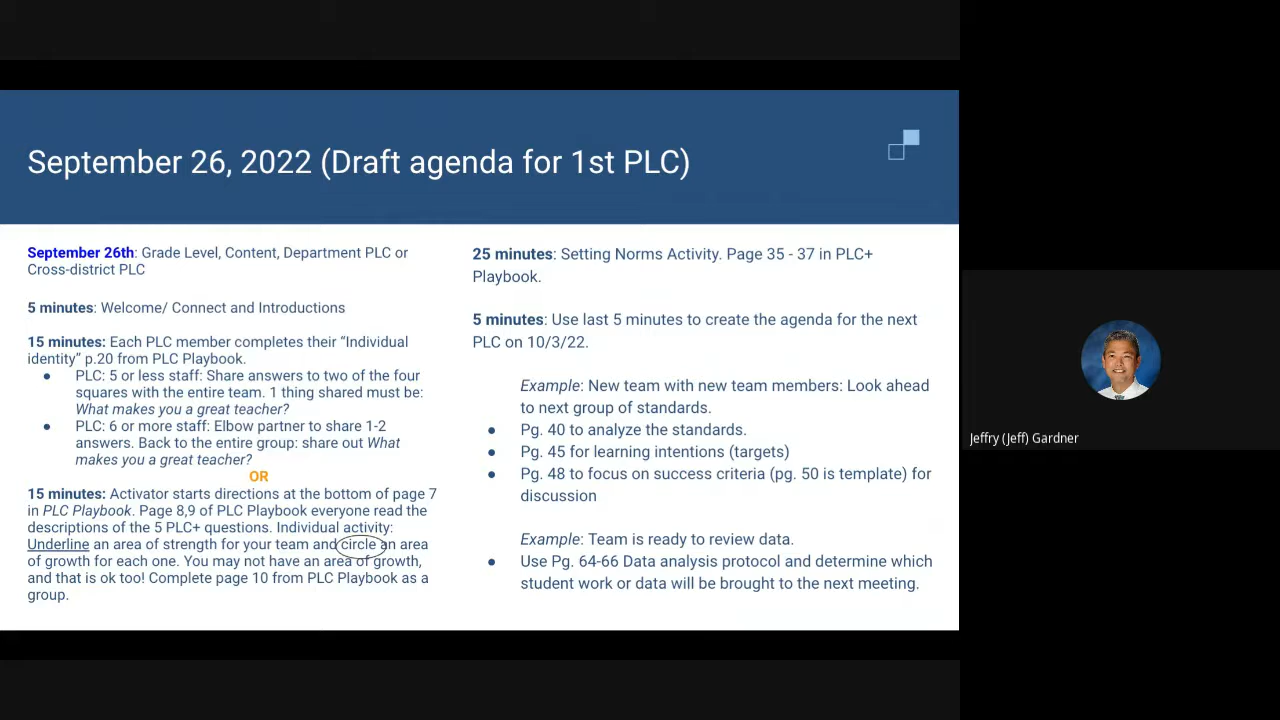 September 26, 2022 (Draft agenda for 1st PLC)
September 26th: Grade Level, Content, Department PLC or
Cross-district PLC
5 minutes: Welcome/ Connect and Introductions
15 minutes: Each PLC member completes their “Individual
identity” p.20 from PLC Playbook.
● PLC: 5 or less staff: Share answers to two of the four
squares with the entire team. 1 thing shared must be:
What makes you a great teacher?
● PLC: 6 or more staff: Elbow partner to share 1-2
answers. Back to the entire group: share out What
makes you a great teacher?
OR
15 minutes: Activator starts directions at the bottom of page 7
in PLC Playbook. Page 8,9 of PLC Playbook everyone read the
descriptions of the 5 PLC+ questions. Individual activity:
Underline an area of strength for your team and circle an area
of growth for each one. You may not have an area of growth,
and that is ok too! Complete page 10 from PLC Playbook as a
group.
25 minutes: Setting Norms Activity. Page 35 - 37 in PLC+
Playbook.
5 minutes: Use last 5 minutes to create the agenda for the next
PLC on 10/3/22.
Example: New team with new team members: Look ahead
to next group of standards.
● Pg. 40 to analyze the standards.
● Pg. 45 for learning intentions (targets)
● Pg. 48 to focus on success criteria (pg. 50 is template) for
discussion
Example: Team is ready to review data.
● Use Pg. 64-66 Data analysis protocol and determine which
student work or data will be brought to the next meeting.
Jeffry (Jeff) Gardner